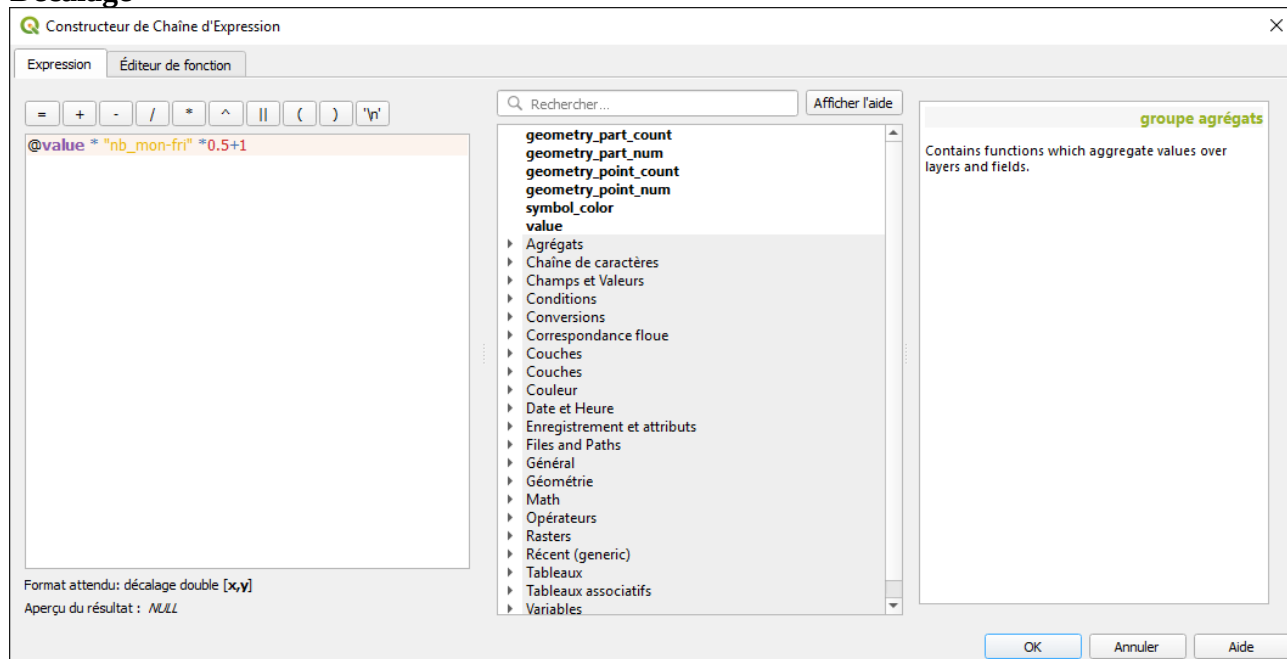 Décalage
Constructeur de Chaîne d'Expression
Expression
Éditeur de fonction
= + - / * ^ || ( ) '\n'
@value * "nb_mon-fri" *0.5+1
Format attendu: décalage double [x,y]
Aperçu du résultat : NULL
Rechercher...
Afficher l'aide
geometry_part_count
geometry_part_num
geometry_point_count
geometry_point_num
symbol_color
value
Agrégats
Chaîne de caractères
Champs et Valeurs
Conditions
Conversions
Correspondance floue
Couches
Couches
Couleur
Date et Heure
Enregistrement et attributs
Files and Paths
Général
Géométrie
Math
Opérateurs
Rasters
Récent (generic)
Tableaux
Tableaux associatifs
Variables
groupe agrégats
Contains functions which aggregate values over
layers and fields.
OK
Annuler
Aide